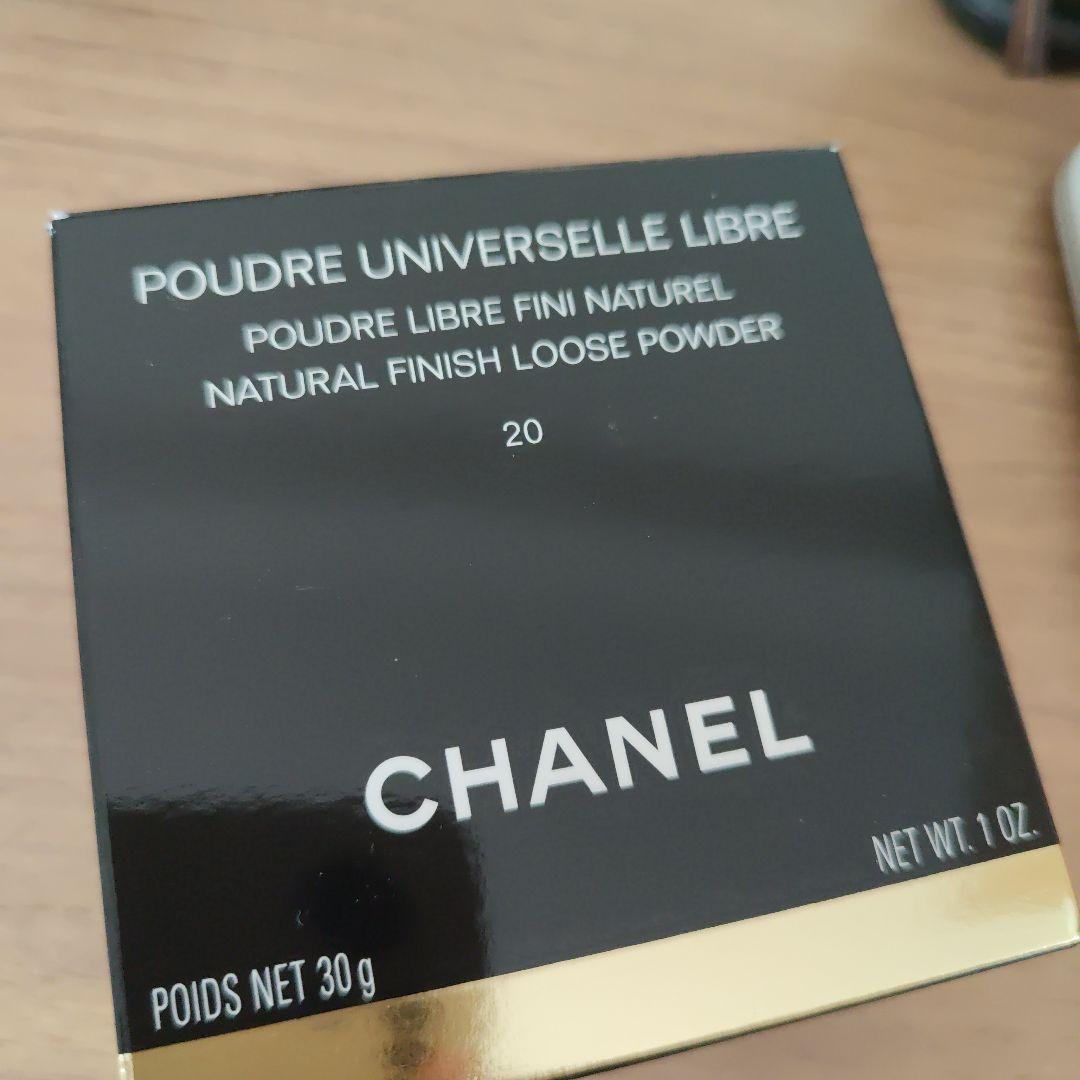 POUDRE UNIVERSELLE LIBRE
POUDRE LIBRE FINI NATUREL
NATURAL FINISH LOOSE POWDER
20
CHANEL
NET WT. 1 OZ.
POIDS NET 30 g